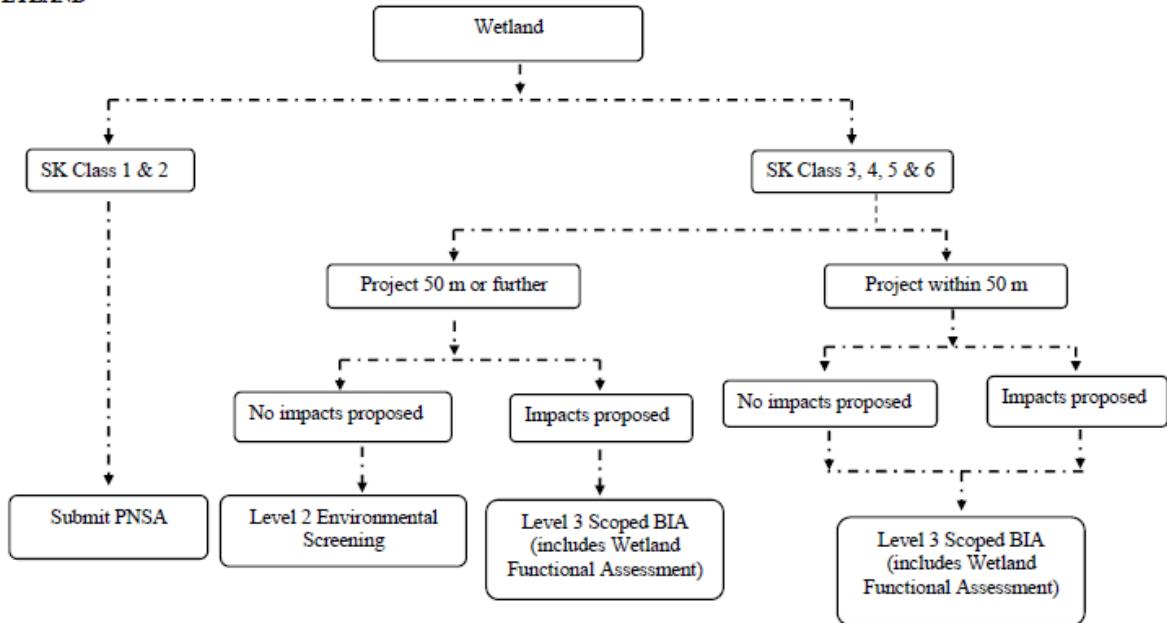 Wetland
SK Class 1 & 2
SK Class 3, 4, 5 & 6
Project 50 m or further
Project within 50 m
No impacts proposed
Impacts proposed
No impacts proposed
Impacts proposed
Submit PNSA
Level 2 Environmental
Screening
Level 3 Scoped BIA
(includes Wetland
Functional Assessment)
Level 3 Scoped BIA
(includes Wetland
Functional Assessment)